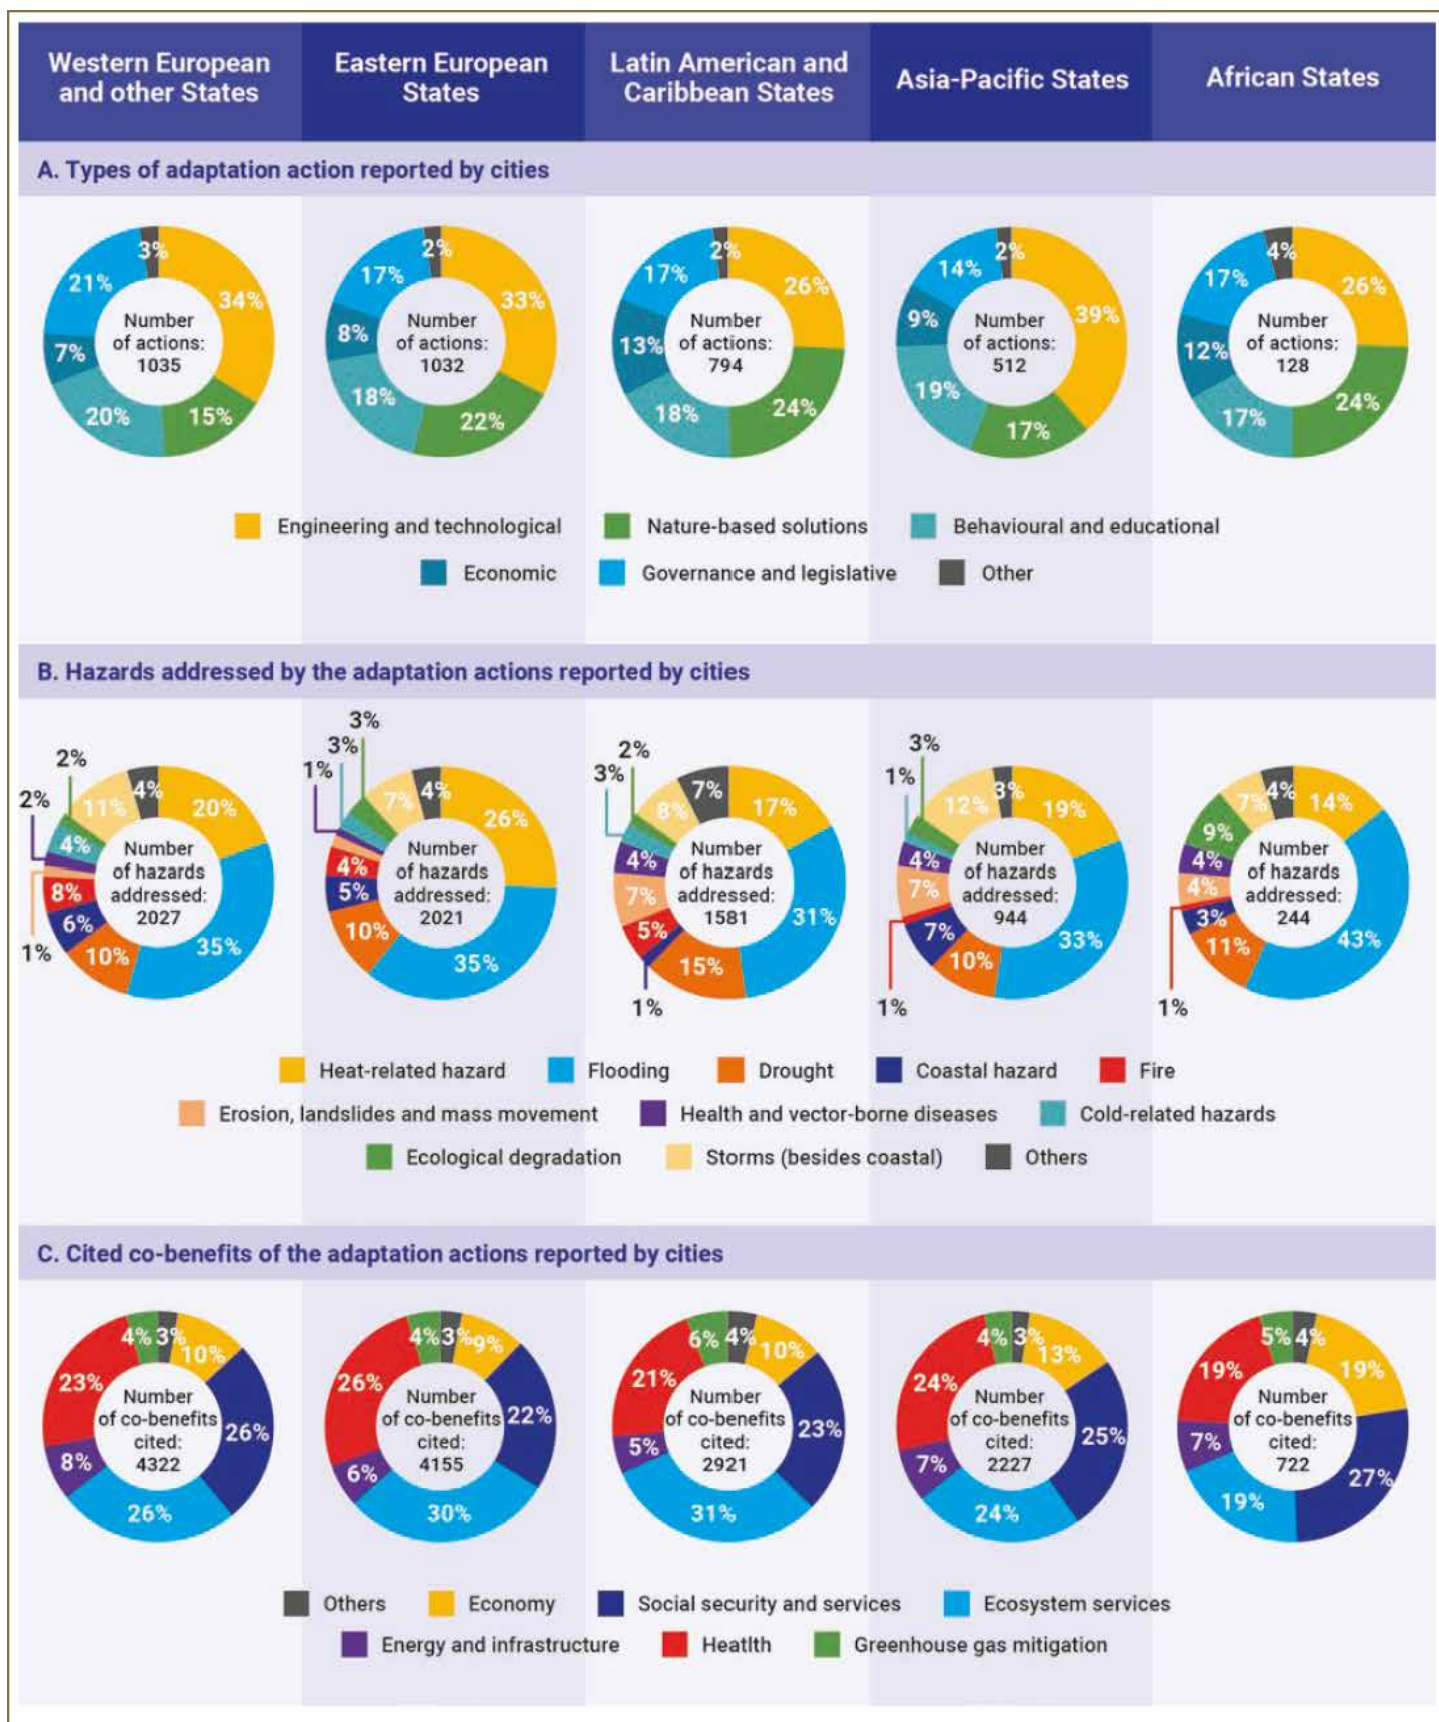 Western European
and other States
Eastern European
States
Latin American and
Caribbean States
Asia-Pacific States
African States
A. Types of adaptation action reported by cities
3%
34%
15%
20%
7%
21%
Number
of actions:
1035
2%
33%
22%
18%
8%
17%
Number
of actions:
1032
2%
26%
24%
18%
13%
17%
Number
of actions:
794
2%
39%
17%
19%
9%
14%
Number
of actions:
512
4%
26%
24%
17%
12%
17%
Number
of actions:
128
Engineering and technological
Nature-based solutions
Behavioural and educational
Economic
Governance and legislative
Other
B. Hazards addressed by the adaptation actions reported by cities
4%
20%
35%
10%
6%
8%
1%
2%
4%
2%
11%
Number
of hazards
addressed:
2027
4%
26%
35%
10%
5%
4%
1%
3%
3%
7%
Number
of hazards
addressed:
2021
7%
17%
31%
15%
1%
5%
7%
4%
3%
2%
8%
Number
of hazards
addressed:
1581
3%
19%
33%
10%
7%
1%
7%
4%
1%
3%
12%
Number
of hazards
addressed:
944
4%
14%
43%
11%
3%
1%
4%
4%
9%
7%
Number
of hazards
addressed:
244
Heat-related hazard
Flooding
Drought
Coastal hazard
Fire
Erosion, landslides and mass movement
Health and vector-borne diseases
Cold-related hazards
Ecological degradation
Storms (besides coastal)
Others
C. Cited co-benefits of the adaptation actions reported by cities
3%
10%
26%
26%
8%
23%
4%
Number
of co-benefits
cited:
4322
3%
9%
22%
30%
6%
26%
4%
Number
of co-benefits
cited:
4155
4%
10%
23%
31%
5%
21%
6%
Number
of co-benefits
cited:
2921
3%
13%
25%
24%
7%
24%
4%
Number
of co-benefits
cited:
2227
4%
19%
27%
19%
7%
19%
5%
Number
of co-benefits
cited:
722
Others
Economy
Social security and services
Ecosystem services
Energy and infrastructure
Heatlth
Greenhouse gas mitigation